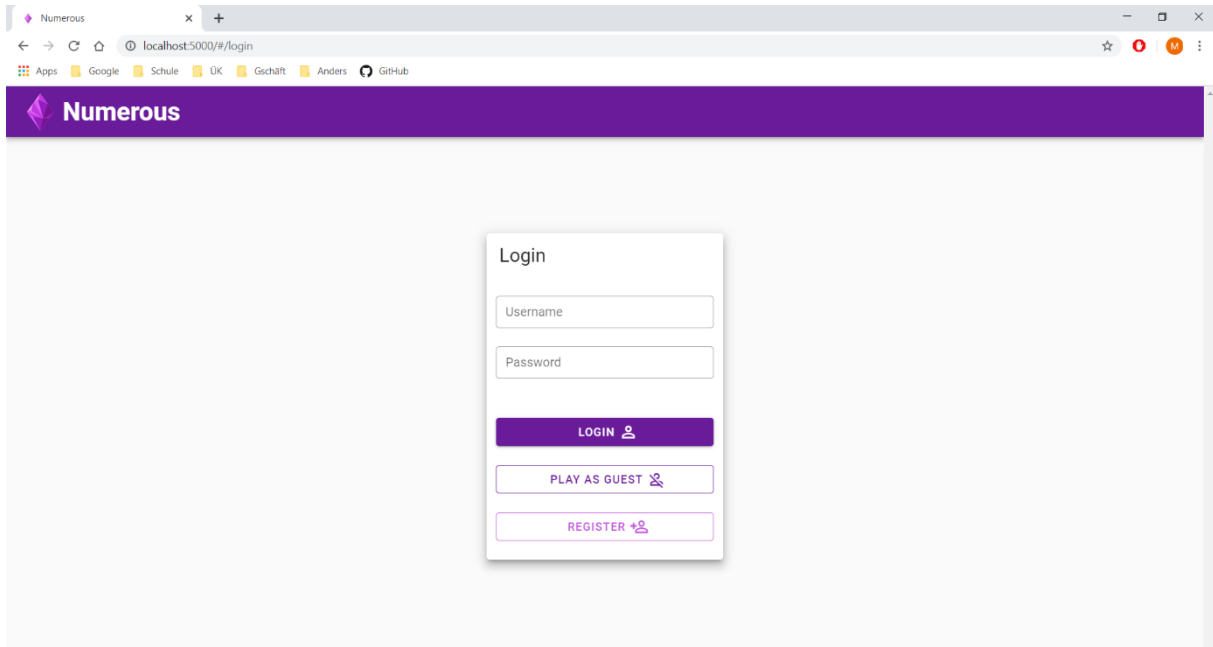 Numerous
localhost:5000/#/login
M
Apps Google Schule ÜK Gschäft Anders GitHub
Numerous
Login
Username
Password
LOGIN
PLAY AS GUEST
REGISTER